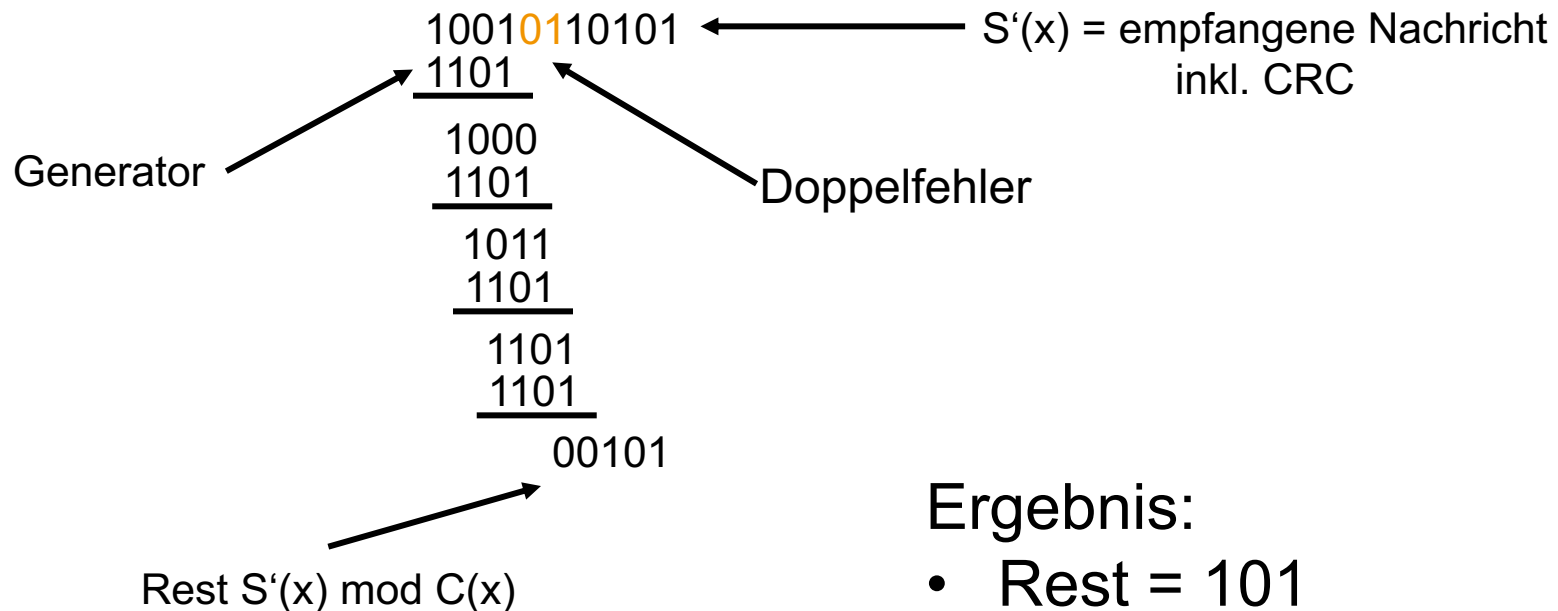 10010110101
S‘(x) = empfangene Nachricht
inkl. CRC
1101
Generator
Doppelfehler
1000
1101
1011
1101
1101
1101
00101
Rest S‘(x) mod C(x)
Ergebnis:
• Rest = 101